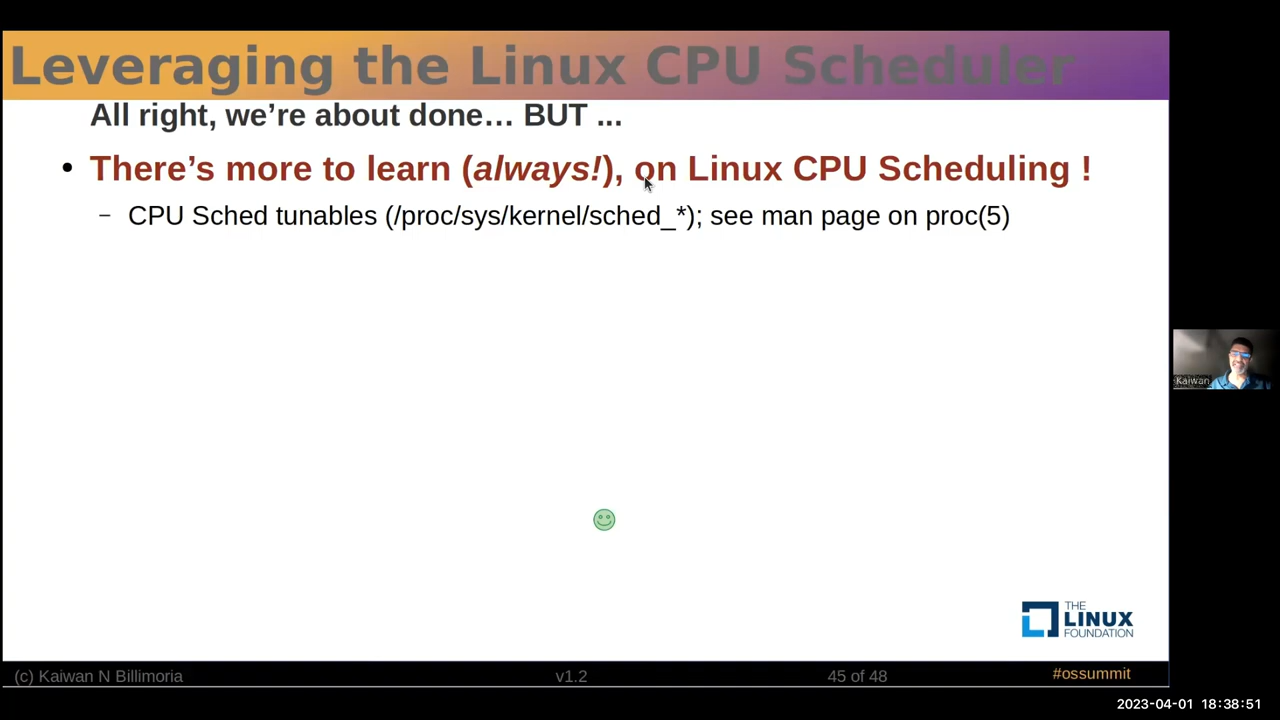 Leveraging the Linux CPU Scheduler
All right, we’re about done… BUT ...
• There’s more to learn (always!), on Linux CPU Scheduling !
– CPU Sched tunables (/proc/sys/kernel/sched_*); see man page on proc(5)
Kaiwan
THE
LINUX
FOUNDATION
(c) Kaiwan N Billimoria v1.2 45 of 48 #ossummit
2023-04-01 18:38:51